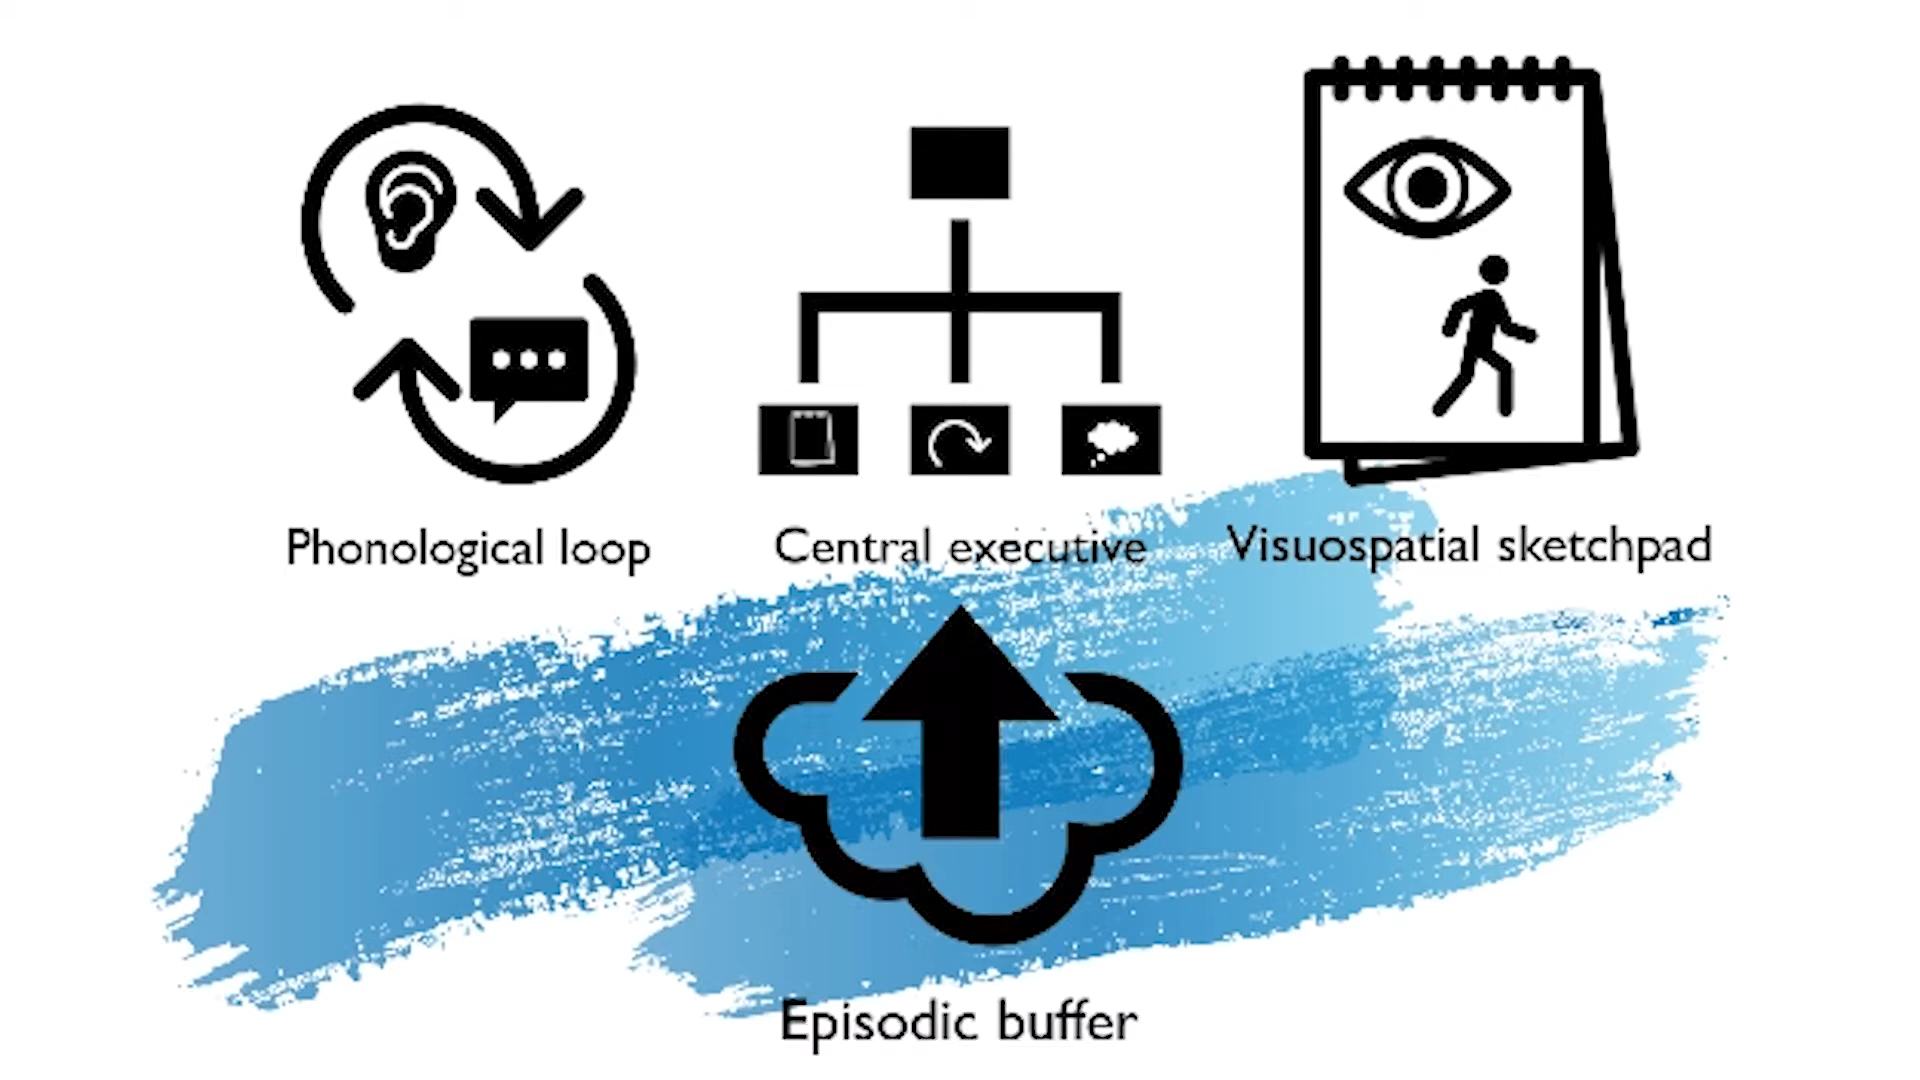 Phonological loop
Central executive
Visuospatial sketchpad
Episodic buffer